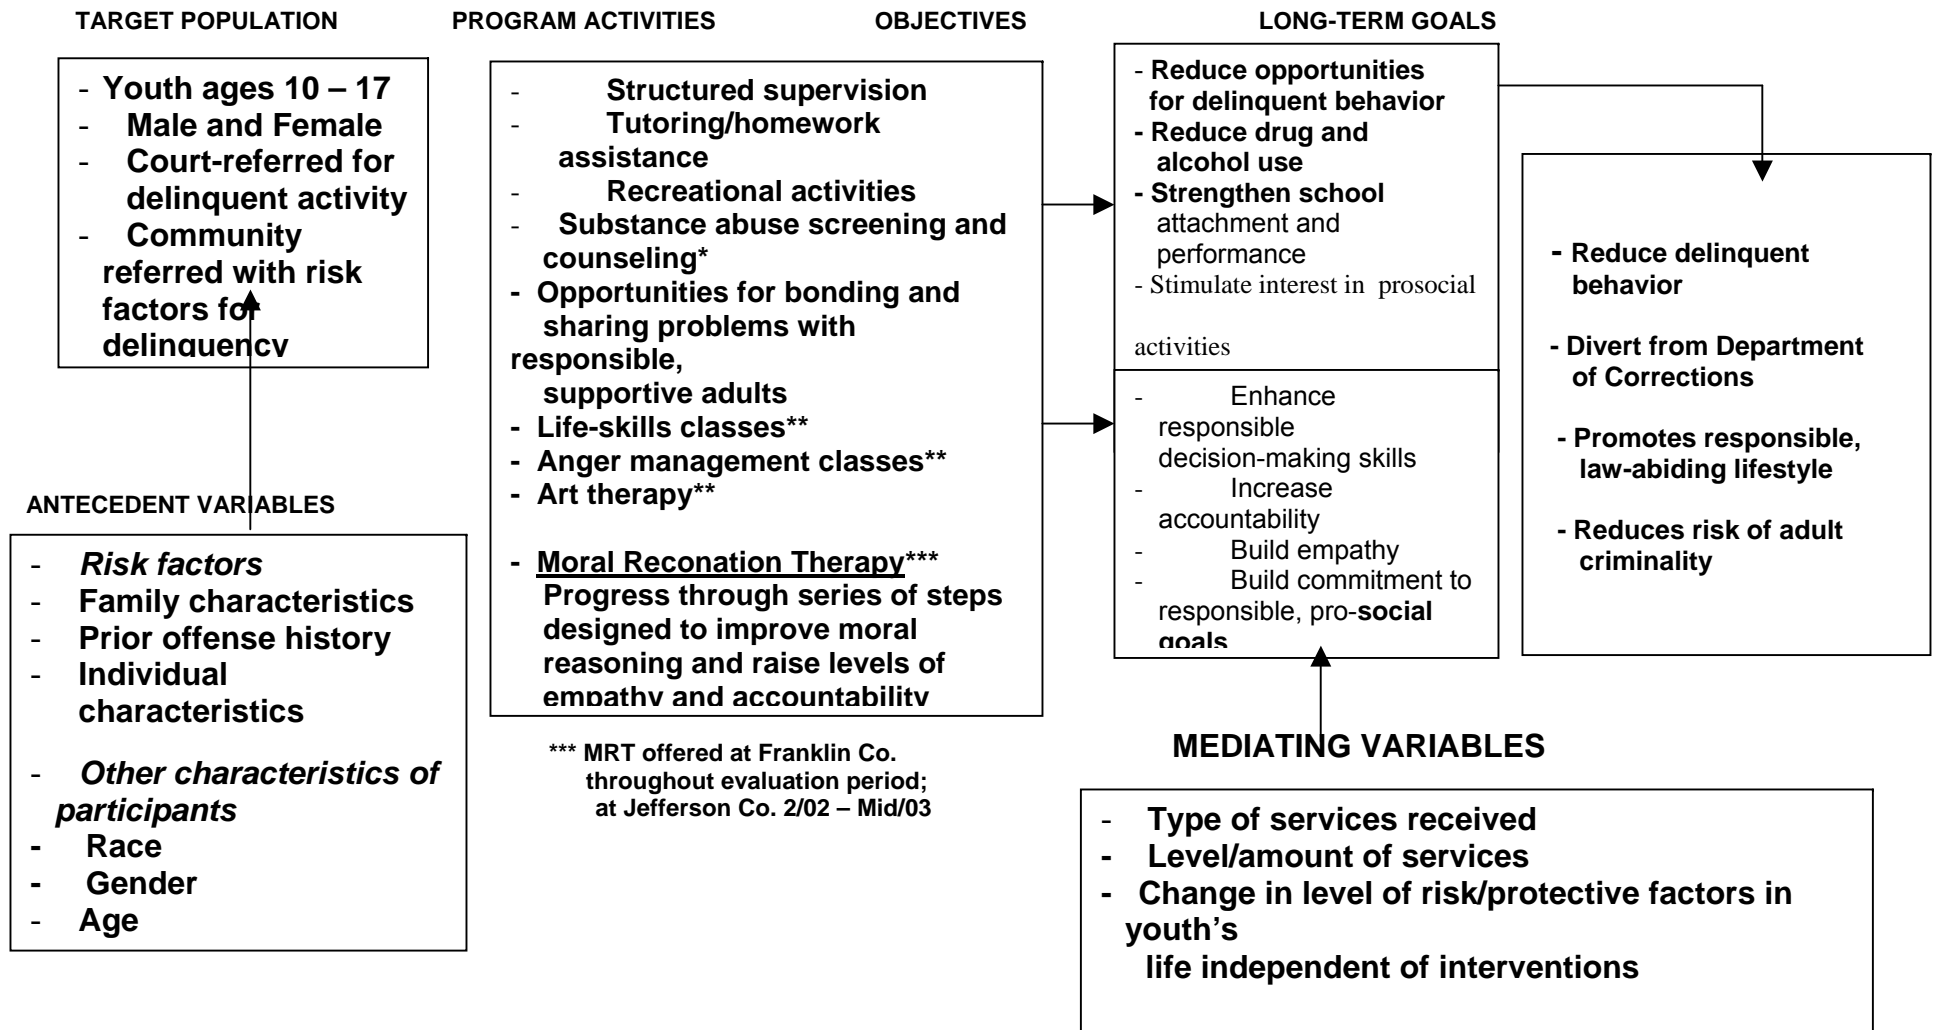 TARGET POPULATION
PROGRAM ACTIVITIES
OBJECTIVES
LONG-TERM GOALS
- Youth ages 10 – 17
- Male and Female
- Court-referred for
delinquent activity
- Community
referred with risk
factors for
delinquency
ANTECEDENT VARIABLES
- Risk factors
- Family characteristics
- Prior offense history
- Individual
characteristics
- Other characteristics of
participants
- Race
- Gender
- Age
- Structured supervision
- Tutoring/homework
assistance
- Recreational activities
- Substance abuse screening and
counseling*
- Opportunities for bonding and
sharing problems with
responsible,
supportive adults
- Life-skills classes**
- Anger management classes**
- Art therapy**
- Moral Reconation Therapy***
Progress through series of steps
designed to improve moral
reasoning and raise levels of
empathy and accountability
*** MRT offered at Franklin Co.
throughout evaluation period;
at Jefferson Co. 2/02 – Mid/03
- Reduce opportunities
for delinquent behavior
- Reduce drug and
alcohol use
- Strengthen school
attachment and
performance
- Stimulate interest in prosocial
activities
- Enhance
responsible
decision-making skills
- Increase
accountability
- Build empathy
- Build commitment to
responsible, pro-social
goals
- Reduce delinquent
behavior
- Divert from Department
of Corrections
- Promotes responsible,
law-abiding lifestyle
- Reduces risk of adult
criminality
MEDIATING VARIABLES
- Type of services received
- Level/amount of services
- Change in level of risk/protective factors in
youth's
life independent of interventions